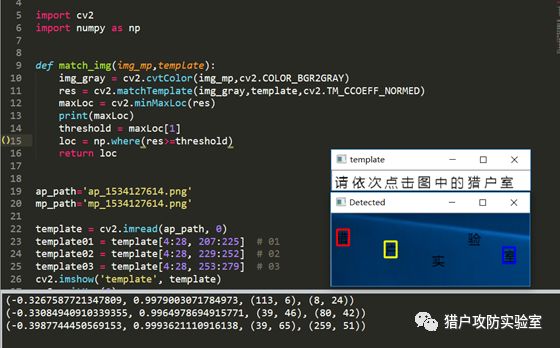 4
5 import cv2
6 import numpy as np
7
8
9 def match_img(img_mp,template):
10 img_gray = cv2.cvtColor(img_mp,cv2.COLOR_BGR2GRAY)
11 res = cv2.matchTemplate(img_gray,template,cv2.TM_CCOEFF_NORMED)
12 maxLoc = cv2.minMaxLoc(res)
13 print(maxLoc)
14 threshold = maxLoc[1]
15 loc = np.where(res>=threshold)
16 return loc
17
18
19 ap_path='ap_1534127614.png'
20 mp_path='mp_1534127614.png'
21
22 template = cv2.imread(ap_path, 0)
23 template01 = template[4:28, 207:225] # 01
24 template02 = template[4:28, 229:252] # 02
25 template03 = template[4:28, 253:279] # 03
26 cv2.imshow('template', template)
template
请依次点击图中的猎户室
Detected
验
实
室
(-0.3267587721347809, 0.9979003071784973, (113, 6), (8, 24))
(-0.33084940910339355, 0.9964978694915771, (39, 46), (80, 42))
(-0.3987744450569153, 0.9993621110916138, (39, 65), (259, 51))
猎户攻防实验室